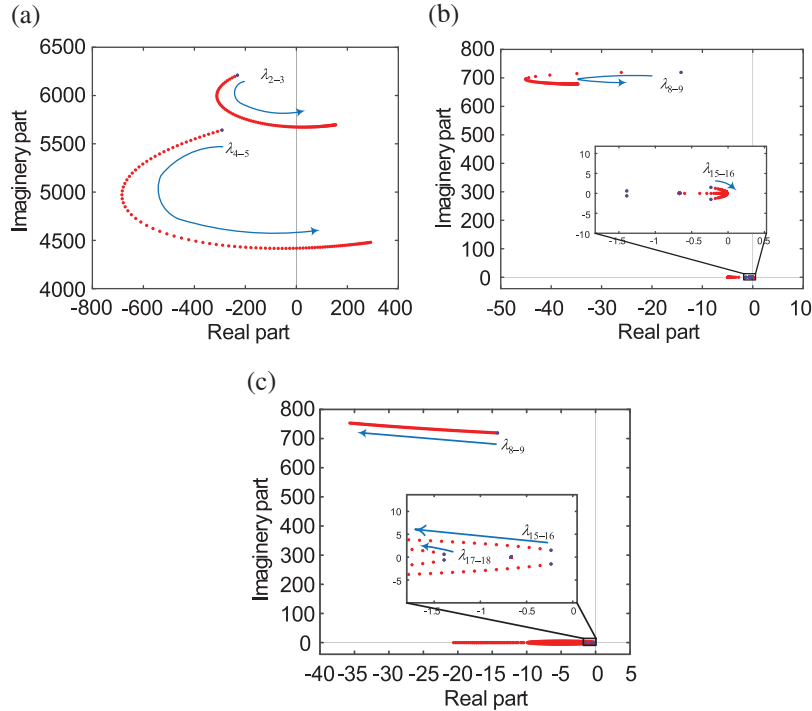 (a)
6500
6000
5500
5000
4500
4000
-800 -600 -400 -200 0 200 400
Imaginery part
Real part
λ2−3
λ4−5
(b)
800
700
600
500
400
300
200
100
0
-50 -40 -30 -20 -10 0 10
Imaginery part
Real part
λ8−9
10
5
0
-5
-10
-1.5 -1 -0.5 0 0.5
λ15−16
(c)
800
700
600
500
400
300
200
100
0
-40 -35 -30 -25 -20 -15 -10 -5 0 5
Imaginery part
Real part
λ8−9
10
5
0
-5
-1.5 -1 -0.5 0
λ15−16
λ17−18